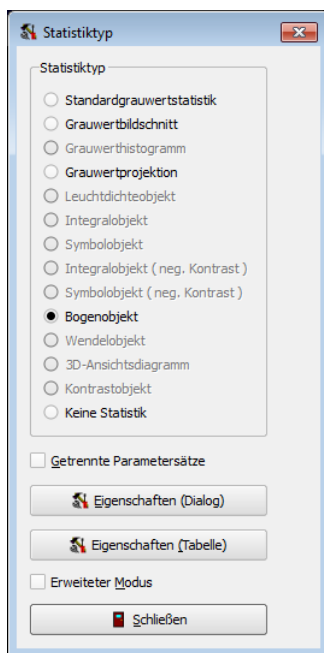 Statistiktyp
Statistiktyp
Standardgrauwertstatistik
Grauwertbildschnitt
Grauwerthistogramm
Grauwertprojektion
Leuchtdichteobjekt
Integralobjekt
Symbolobjekt
Integralobjekt ( neg. Kontrast )
Symbolobjekt ( neg. Kontrast )
Bogenobjekt
Wendelobjekt
3D-Ansichtsdiagramm
Kontrastobjekt
Keine Statistik
Getrennte Parametersätze
Eigenschaften (Dialog)
Eigenschaften (Tabelle)
Erweiteter Modus
Schließen